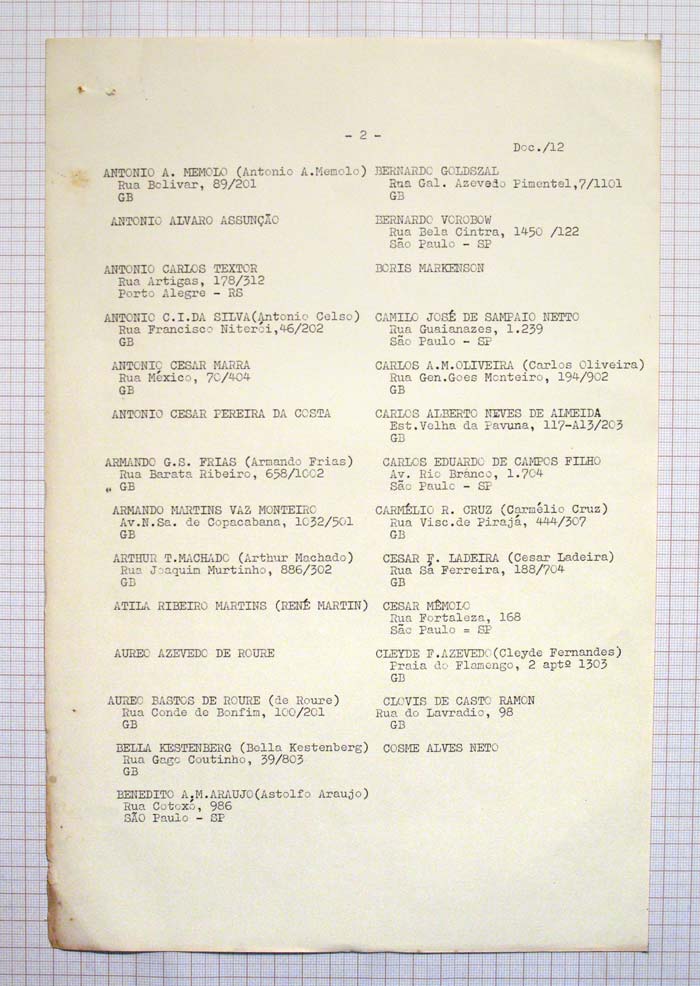 - 2 -
Doc./12
ANTONIO A. MEMOLO (Antonio A.Memolo)
Rua Bolivar, 89/201
GB
ANTONIO ALVARO ASSUNÇÃO
ANTONIO CARLOS TEXTOR
Rua Artigas, 178/312
Porto Alegre - RS
ANTONIO C.I.DA SILVA(Antonio Celso)
Rua Francisco Niterói,46/202
GB
ANTONIO CESAR MARRA
Rua México, 70/404
GB
ANTONIO CESAR PEREIRA DA COSTA
ARMANDO G.S. FRIAS (Armando Frias)
Rua Barata Ribeiro, 658/1002
GB
ARMANDO MARTINS VAZ MONTEIRO
Av.N.Sa. de Copacabana, 1032/501
GB
ARTHUR T.MACHADO (Arthur Machado)
Rua Joaquim Murtinho, 886/302
GB
ATILA RIBEIRO MARTINS (RENÉ MARTIN)
AUREO AZEVEDO DE ROURE
AUREO BASTOS DE ROURE (de Roure)
Rua Conde de Bonfim, 100/201
GB
BELLA KESTENBERG (Bella Kestenberg)
Rua Gago Coutinho, 39/803
GB
BENEDITO A.M.ARAUJO(Astolfo Araujo)
Rua Cotoxó, 986
SÃO Paulo - SP
BERNARDO GOLDSZAL
Rua Gal. Azevedo Pimentel,7/1101
GB
BERNARDO VOROBOW
Rua Bela Cintra, 1450 /122
São Paulo - SP
BORIS MARKENSON
CAMILO JOSÉ DE SAMPAIO NETTO
Rua Guaianazes, 1.239
São Paulo - SP
CARLOS A.M.OLIVEIRA (Carlos Oliveira)
Rua Gen.Goes Monteiro, 194/902
GB
CARLOS ALBERTO NEVES DE ALMEIDA
Est.Velha da Pavuna, 117-A13/203
GB
CARLOS EDUARDO DE CAMPOS FILHO
Av. Rio Branco, 1.704
São Paulo - SP
CARMÉLIO R. CRUZ (Carmélio Cruz)
Rua Visc.de Pirajá, 444/307
GB
CESAR F. LADEIRA (Cesar Ladeira)
Rua Sá Ferreira, 188/704
GB
CESAR MÊMOLO
Rua Fortaleza, 168
São Paulo = SP
CLEYDE F.AZEVEDO(Cleyde Fernandes)
Praia do Flamengo, 2 aptº 1303
GB
CLOVIS DE CASTO RAMON
Rua do Lavradio, 98
GB
COSME ALVES NETO